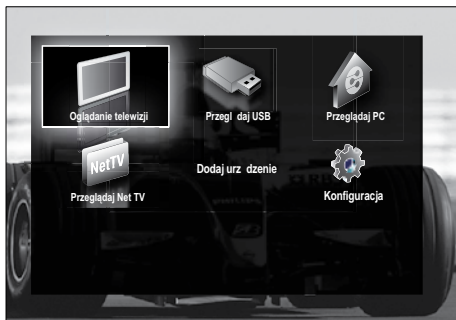 Oglądanie telewizji
Przegl daj USB
Przeglądaj PC
NetTV
Przeglądaj Net TV
Dodaj urz dzenie
Konfiguracja